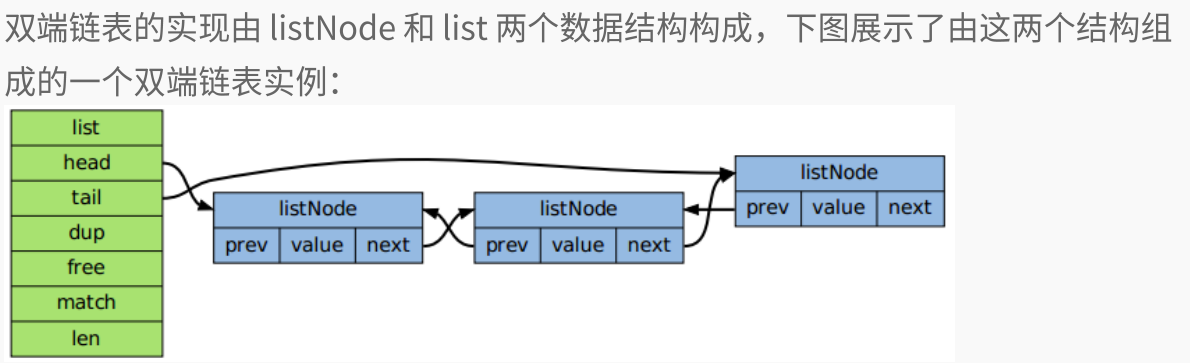 双端链表的实现由 listNode 和 list 两个数据结构构成，下图展示了由这两个结构组
成的一个双端链表实例：
list
head
tail
dup
free
match
len
listNode
prev value next
listNode
prev value next
listNode
prev value next